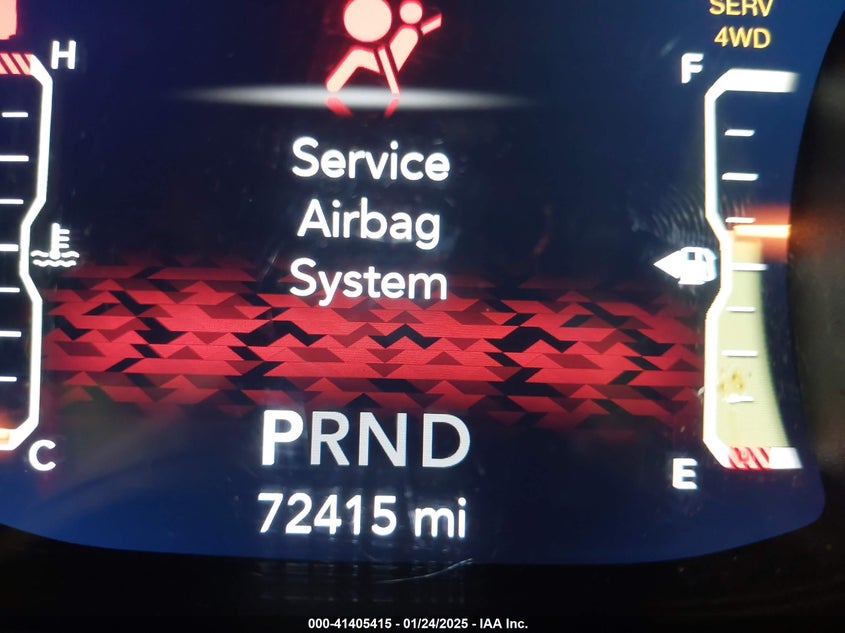 SERV
4WD
H
F
Service
Airbag
System
PRND
C
E
72415 mi
000-41405415 - 01/24/2025 - IAA Inc.